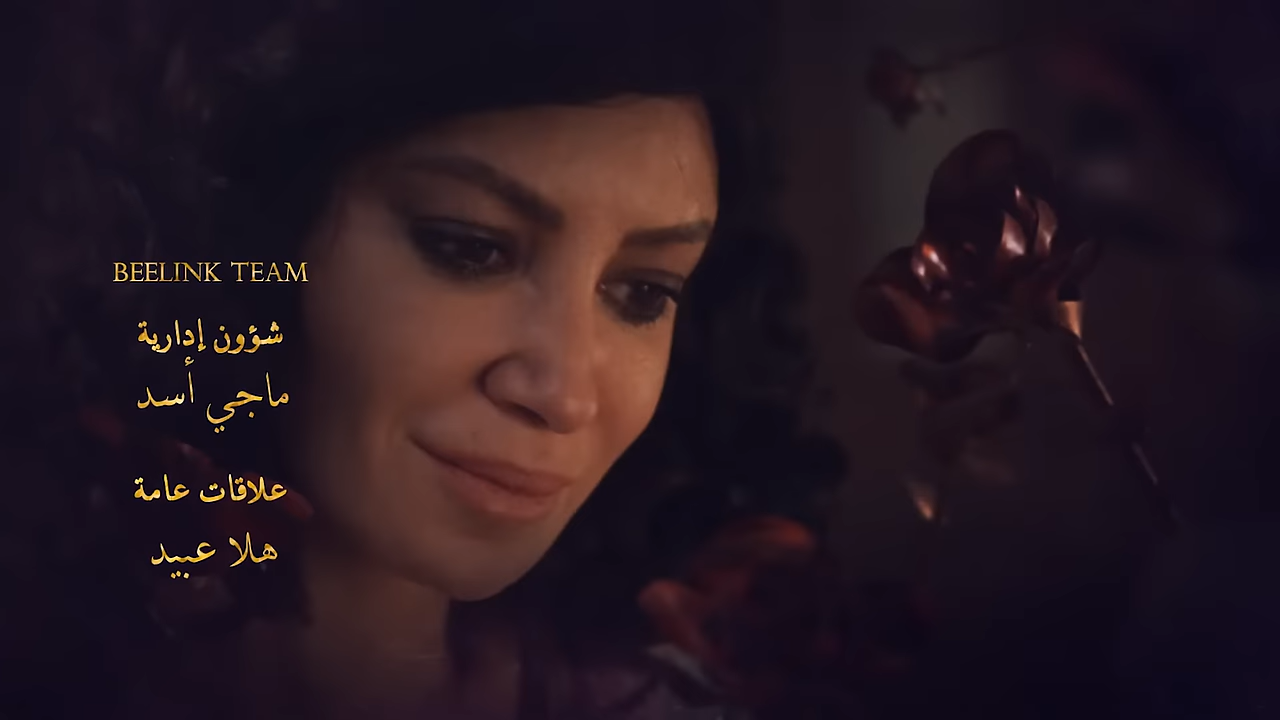 BEELINK TEAM
شؤون إدارية
ماجي أسد
علاقات عامة
هلا عبيد